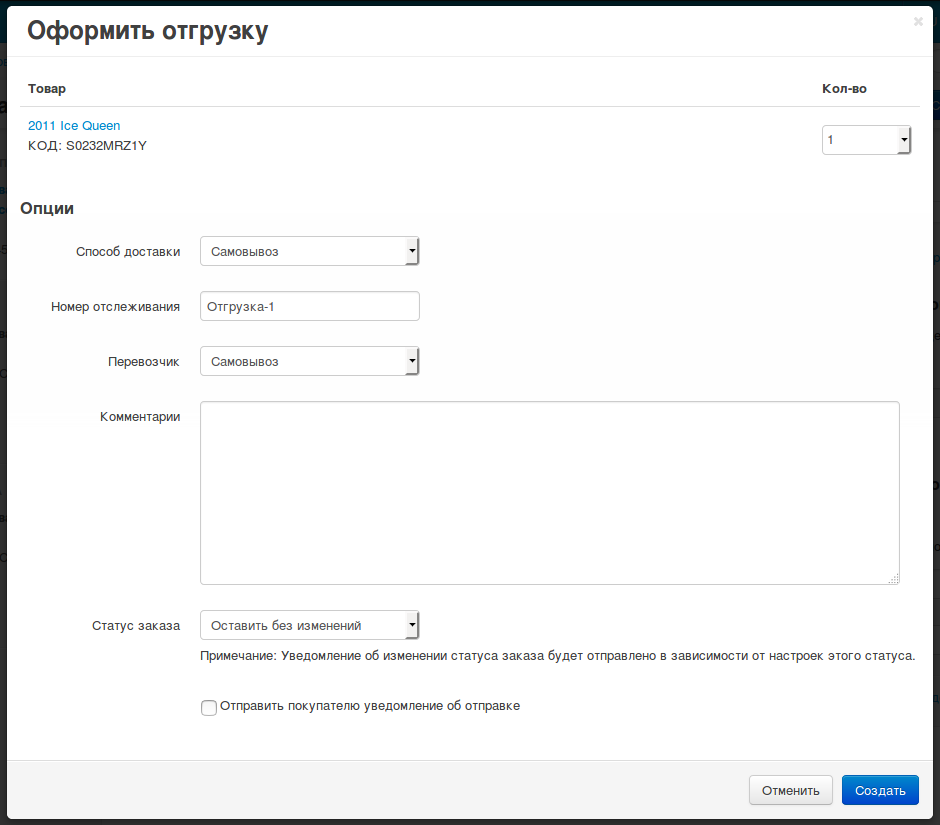 Оформить отгрузку
Товар Кол-во
2011 Ice Queen
КОД: S0232MRZ1Y
1
Опции
Способ доставки Самовывоз
Номер отслеживания Отгрузка-1
Перевозчик Самовывоз
Комментарии
Статус заказа Оставить без изменений
Примечание: Уведомление об изменении статуса заказа будет отправлено в зависимости от настроек этого статуса.
Отправить покупателю уведомление об отправке
Отменить Создать